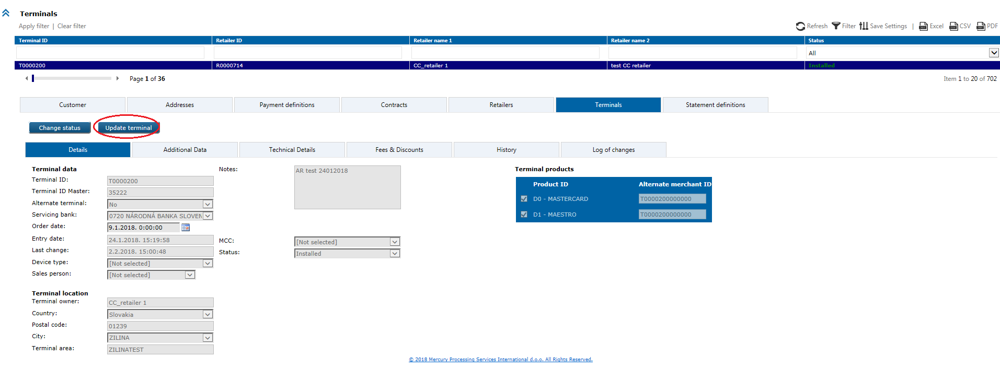 Terminals
Apply filter | Clear filter
Refresh Filter Save Settings | Excel CSV PDF
Terminal ID Retailer ID Retailer name 1 Retailer name 2 Status
All
T0000200 R0000714 CC_retailer 1 test CC retailer Installed
Page 1 of 36 Item 1 to 20 of 702
Customer Addresses Payment definitions Contracts Retailers Terminals Statement definitions
Change status Update terminal
Details Additional Data Technical Details Fees & Discounts History Log of changes
Terminal data
Terminal ID: T0000200
Terminal ID Master: 35222
Alternate terminal: No
Servicing bank: 0720 NÁRODNÁ BANKA SLOVEN
Order date: 9.1.2018. 0:00:00
Entry date: 24.1.2018. 15:19:58
Last change: 2.2.2018. 15:00:48
Device type: [Not selected]
Sales person: [Not selected]
Notes: AR test 24012018
MCC: [Not selected]
Status: Installed
Terminal products
Product ID Alternate merchant ID
D0 - MASTERCARD T0000200000000
D1 - MAESTRO T0000200000000
Terminal location
Terminal owner: CC_retailer 1
Country: Slovakia
Postal code: 01239
City: ZILINA
Terminal area: ZILINATEST
© 2018 Mercury Processing Services International d.o.o. All Rights Reserved.